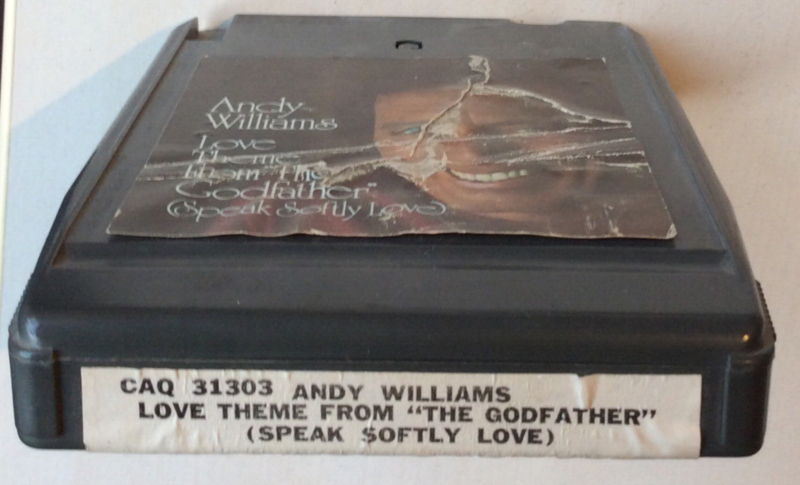 Andy
Williams
Love
Theme
From "The
Godfather"
(Speak Softly Love)
CAQ 31303 ANDY WILLIAMS
LOVE THEME FROM "THE GODFATHER"
(SPEAK SOFTLY LOVE)